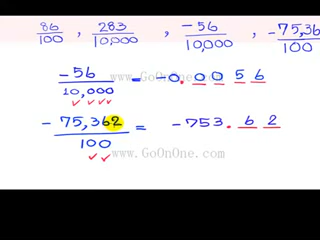 86/100 , 283/10,000 , -56/10,000 , -75,36
100
-56/10,000 = -0.0056
www.GoOnOne.com
- 75,362/100 = -753.62
www.GoOnOne.com